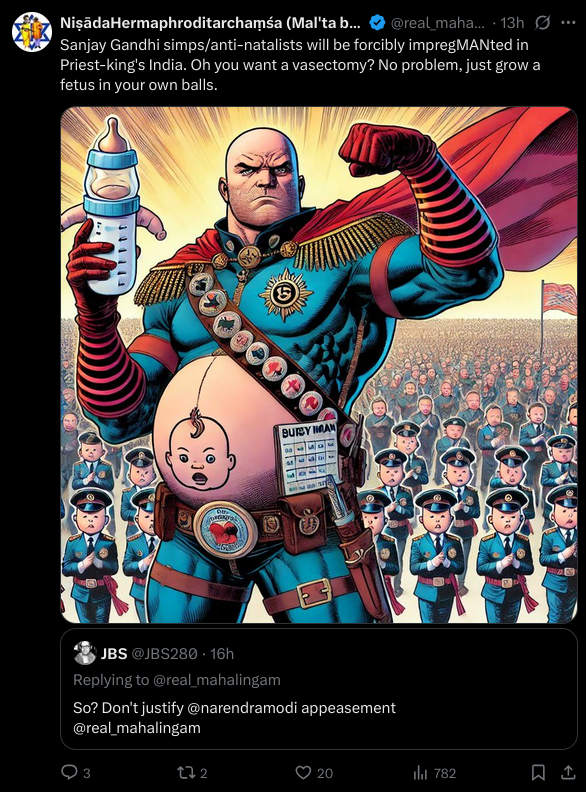 NiṣādaHermaphroditarchaṃśa (Mal'ta b... @real_maha... · 13h
Sanjay Gandhi simps/anti-natalists will be forcibly impregMANted in
Priest-king's India. Oh you want a vasectomy? No problem, just grow a
fetus in your own balls.
JBS @JBS280 · 16h
Replying to @real_mahalingam
So? Don't justify @narendramodi appeasement
@real_mahalingam
3 2 20 782